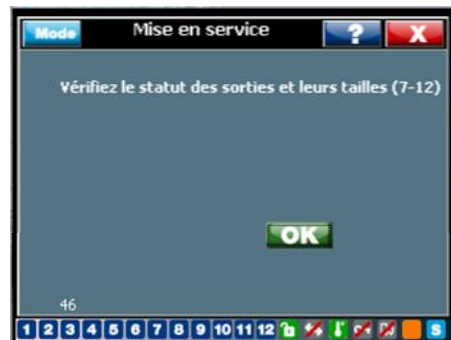 Mode Mise en service ? X
Vérifiez le statut des sorties et leurs tailles (7-12)
OK
46
1 2 3 4 5 6 7 8 9 10 11 12 S